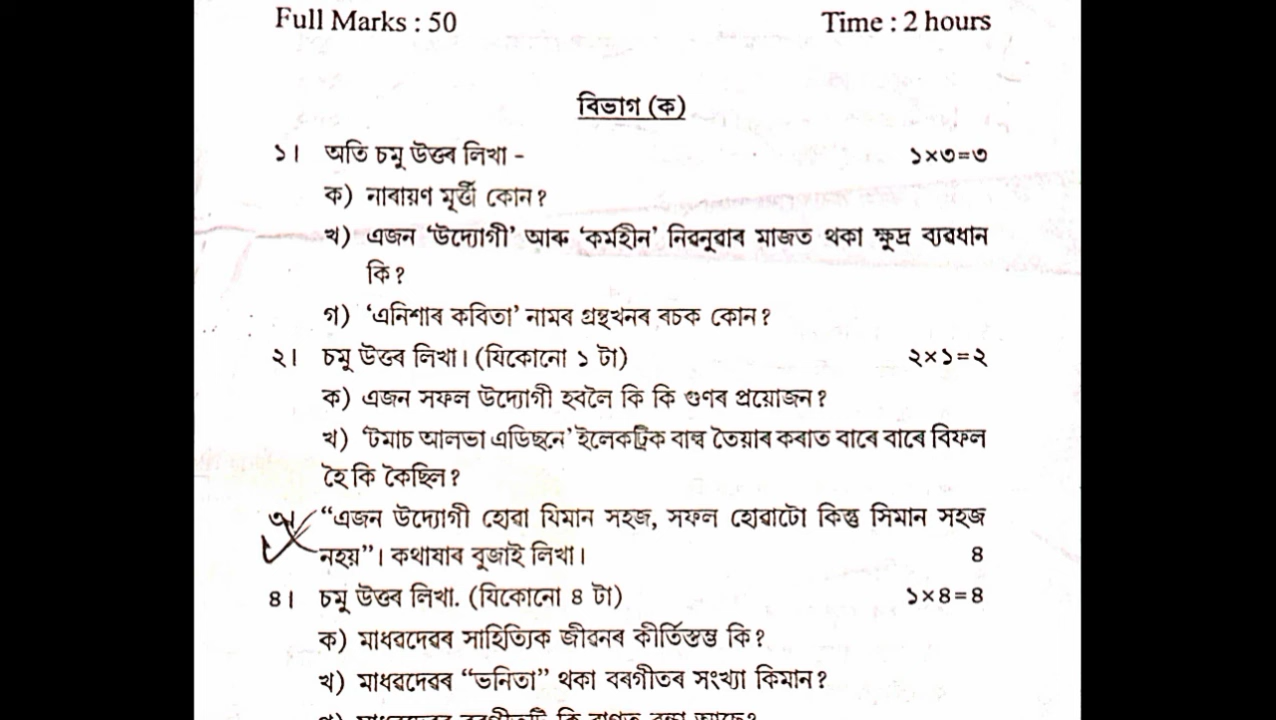 Full Marks : 50 Time : 2 hours
বিভাগ (ক)
১। অতি চমু উত্তৰ লিখা - ১×৩=৩
ক) নাৰায়ণ মূৰ্ত্তী কোন?
খ) এজন ‘উদ্যোগী’ আৰু ‘কৰ্মহীন’ নিৱনুৱাৰ মাজত থকা ক্ষুদ্ৰ ব্যৱধান
কি?
গ) ‘এনিশাৰ কবিতা’ নামৰ গ্ৰন্থখনৰ ৰচক কোন?
২। চমু উত্তৰ লিখা। (যিকোনো ১ টা) ২×১=২
ক) এজন সফল উদ্যোগী হবলৈ কি কি গুণৰ প্ৰয়োজন?
খ) ‘টমাচ আলভা এডিছনে’ ইলেকট্ৰিক বাল্ব তৈয়াৰ কৰাত বাৰে বাৰে বিফল
হৈ কি কৈছিল?
“এজন উদ্যোগী হোৱা যিমান সহজ, সফল হোৱাটো কিন্তু সিমান সহজ
নহয়”। কথাষাৰ বুজাই লিখা। ৪
৪। চমু উত্তৰ লিখা. (যিকোনো ৪ টা) ১×৪=৪
ক) মাধৱদেৱৰ সাহিত্যিক জীৱনৰ কীৰ্তিস্তম্ভ কি?
খ) মাধৱদেৱৰ “ভনিতা” থকা বৰগীতৰ সংখ্যা কিমান?